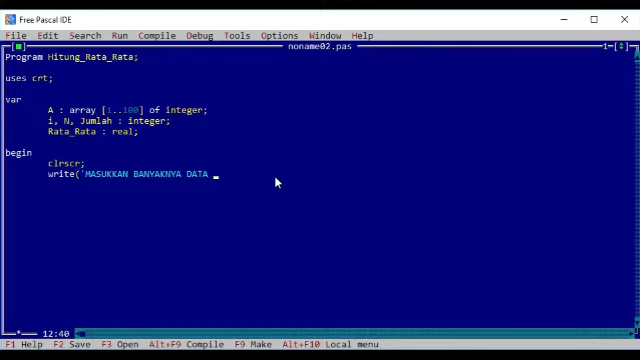 Free Pascal IDE
File Edit Search Run Compile Debug Tools Options Window Help
noname02.pas 1
Program Hitung_Rata_Rata;
uses crt;
var
A : array [1..100] of integer;
i, N, Jumlah : integer;
Rata_Rata : real;
begin
clrscr;
write('MASUKKAN BANYAKNYA DATA _
* 12:40
F1 Help F2 Save F3 Open Alt+F9 Compile F9 Make Alt+F10 Local menu